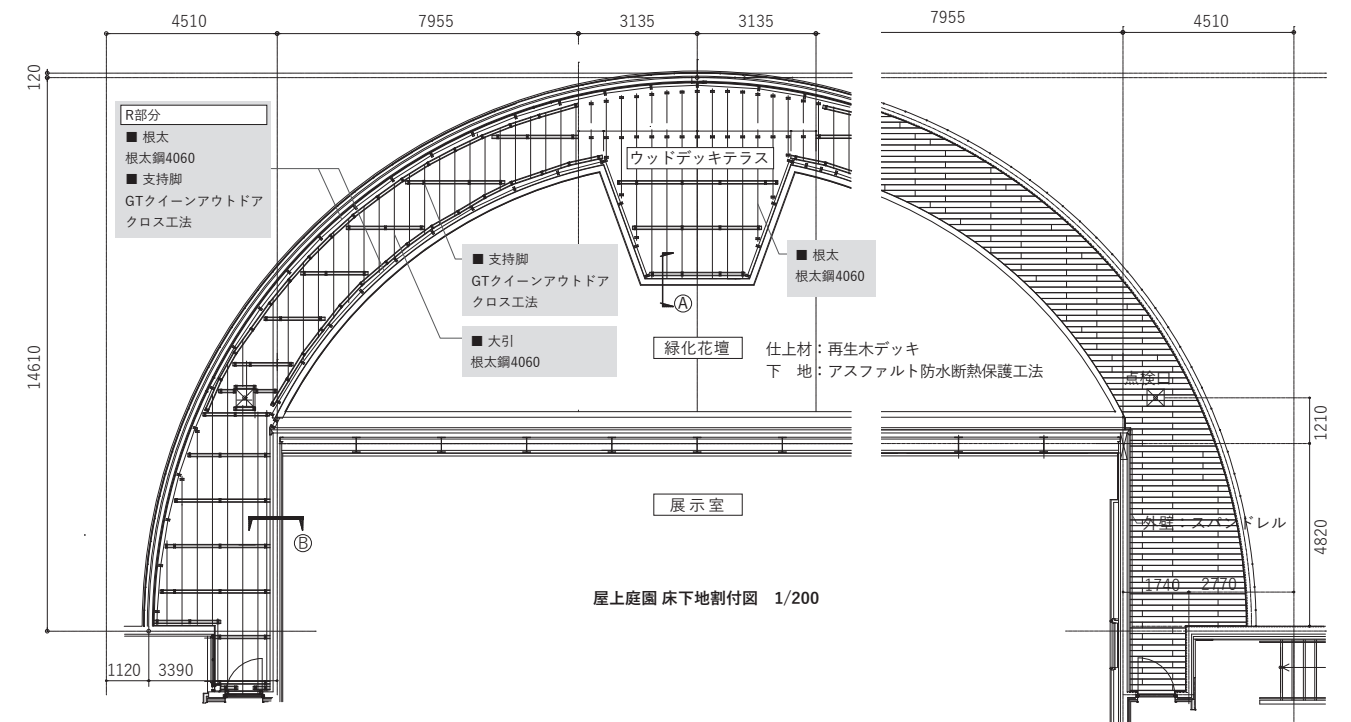 4510 7955 3135 3135 7955 4510
120
14610
R部分
■ 根太
根太鋼4060
■ 支持脚
GTクイーンアウトドア
クロス工法
ウッドデッキテラス
■ 支持脚
GTクイーンアウトドア
クロス工法
■ 根太
根太鋼4060
Ⓐ
■ 大引
根太鋼4060
緑化花壇
仕上材：再生木デッキ
下　地：アスファルト防水断熱保護工法
点検口
1210
展示室
Ⓑ
外壁：スパンドレル
4820
1740 2770
屋上庭園 床下地割付図　1/200
1120 3390